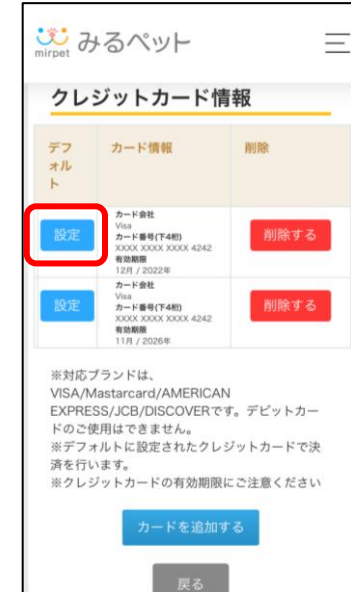 mirpet みるペット
クレジットカード情報
デフォルト カード情報 削除
設定 カード会社 削除する
Visa
カード番号(下4桁)
XXXX XXXX XXXX 4242
有効期限
12月 / 2022年
設定 カード会社 削除する
Visa
カード番号(下4桁)
XXXX XXXX XXXX 4242
有効期限
11月 / 2026年
※対応ブランドは、
VISA/Mastarcard/AMERICAN
EXPRESS/JCB/DISCOVERです。デビットカー
ドのご使用はできません。
※デフォルトに設定されたクレジットカードで決
済を行います。
※クレジットカードの有効期限にご注意ください
カードを追加する
戻る